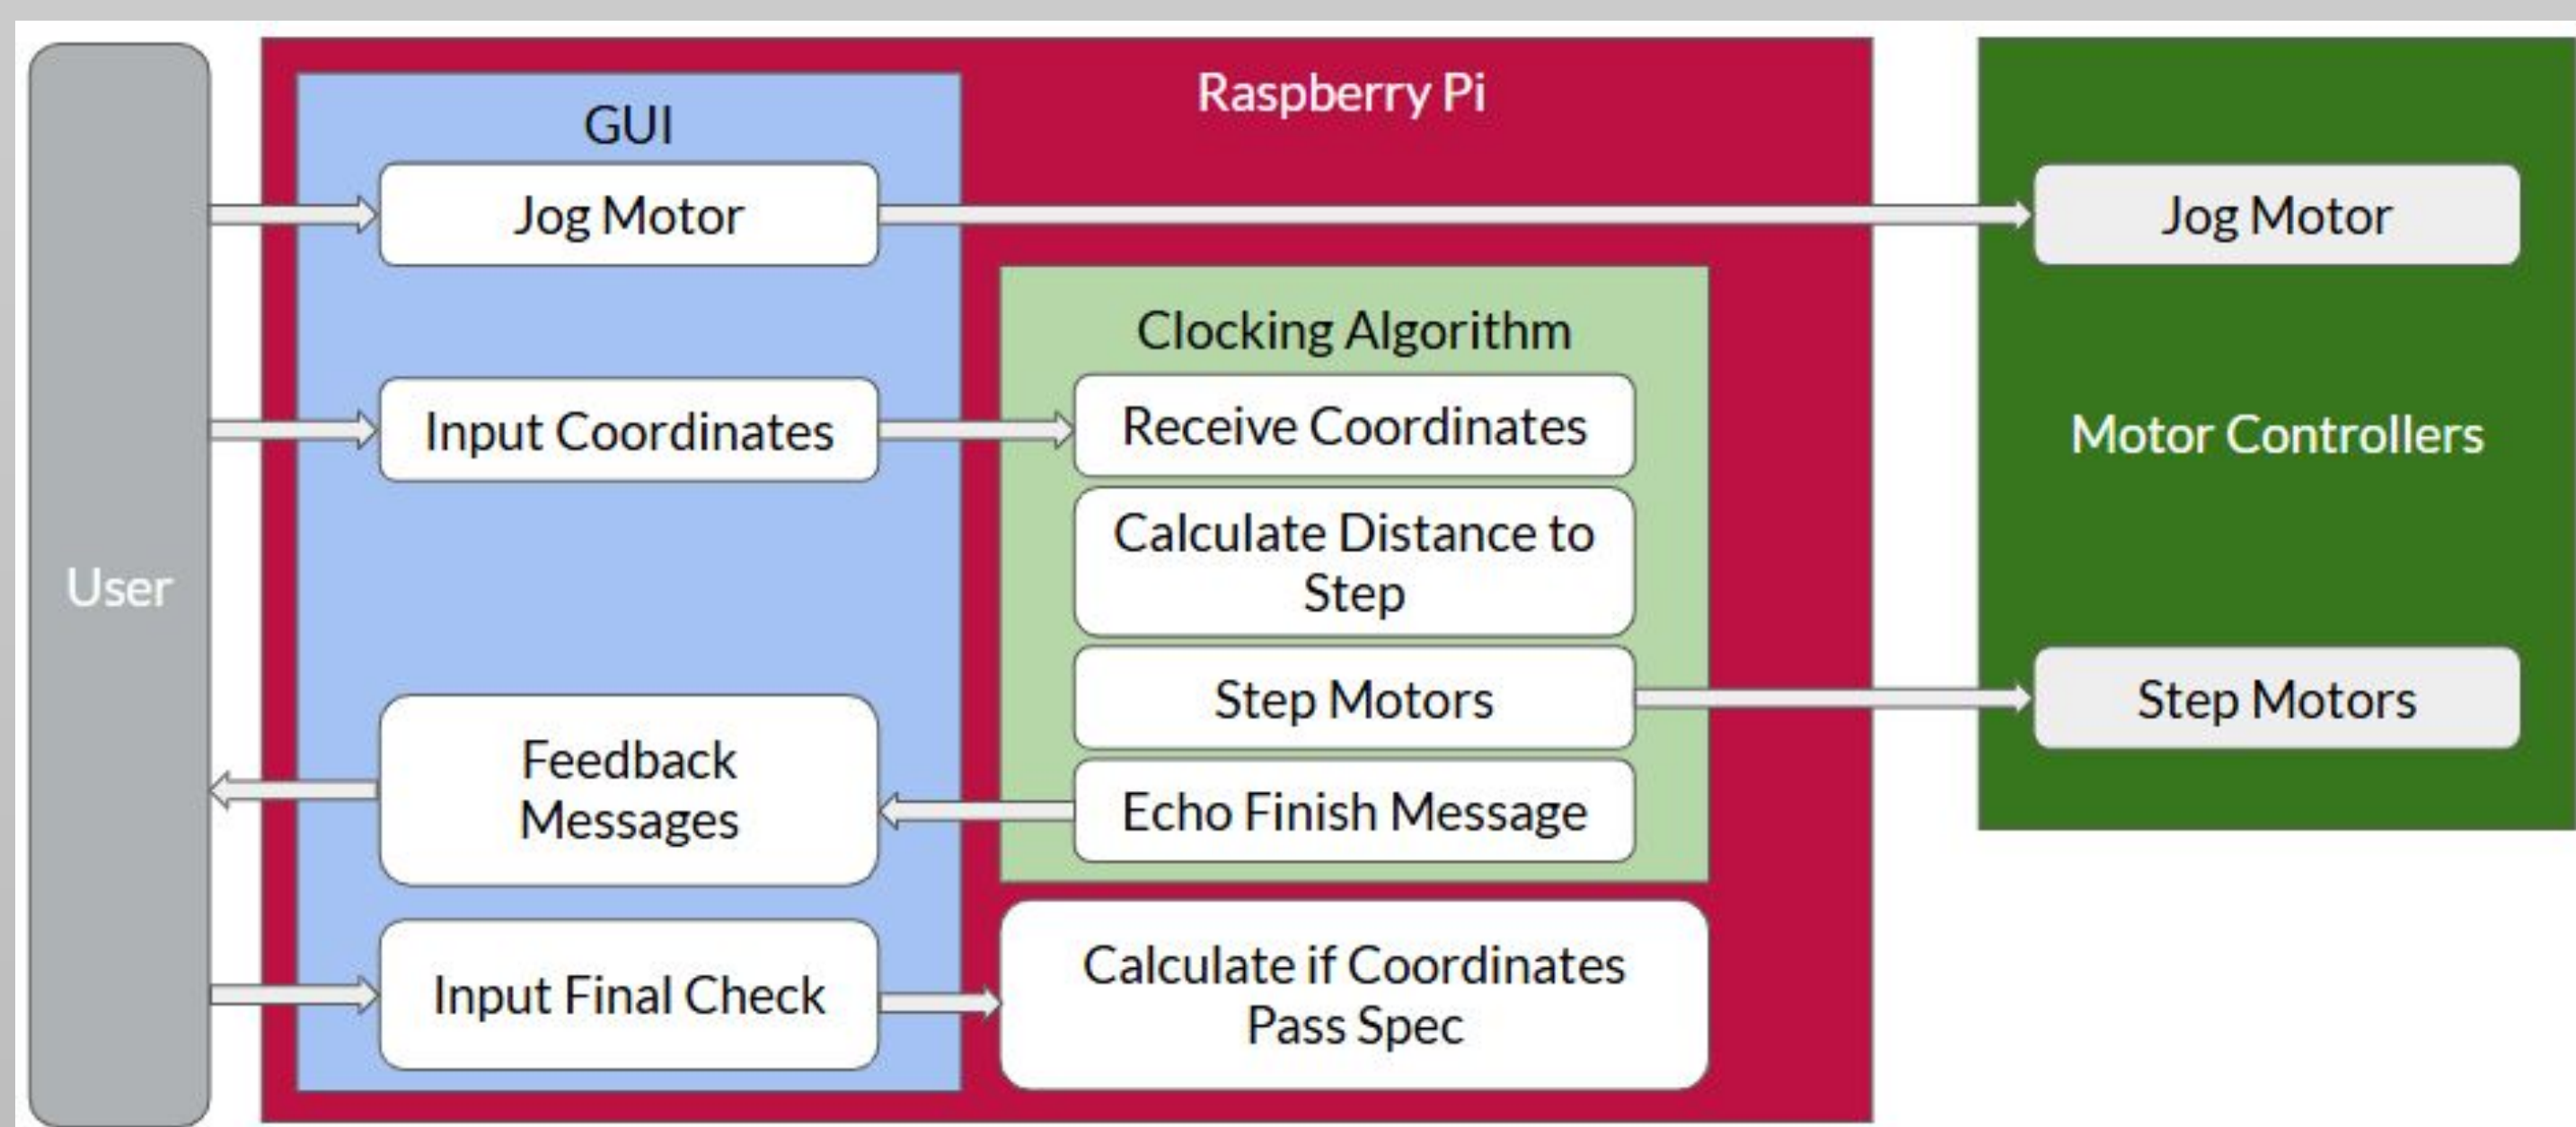 User
GUI
Jog Motor
Input Coordinates
Feedback
Messages
Input Final Check
Raspberry Pi
Clocking Algorithm
Receive Coordinates
Calculate Distance to
Step
Step Motors
Echo Finish Message
Calculate if Coordinates
Pass Spec
Jog Motor
Motor Controllers
Step Motors